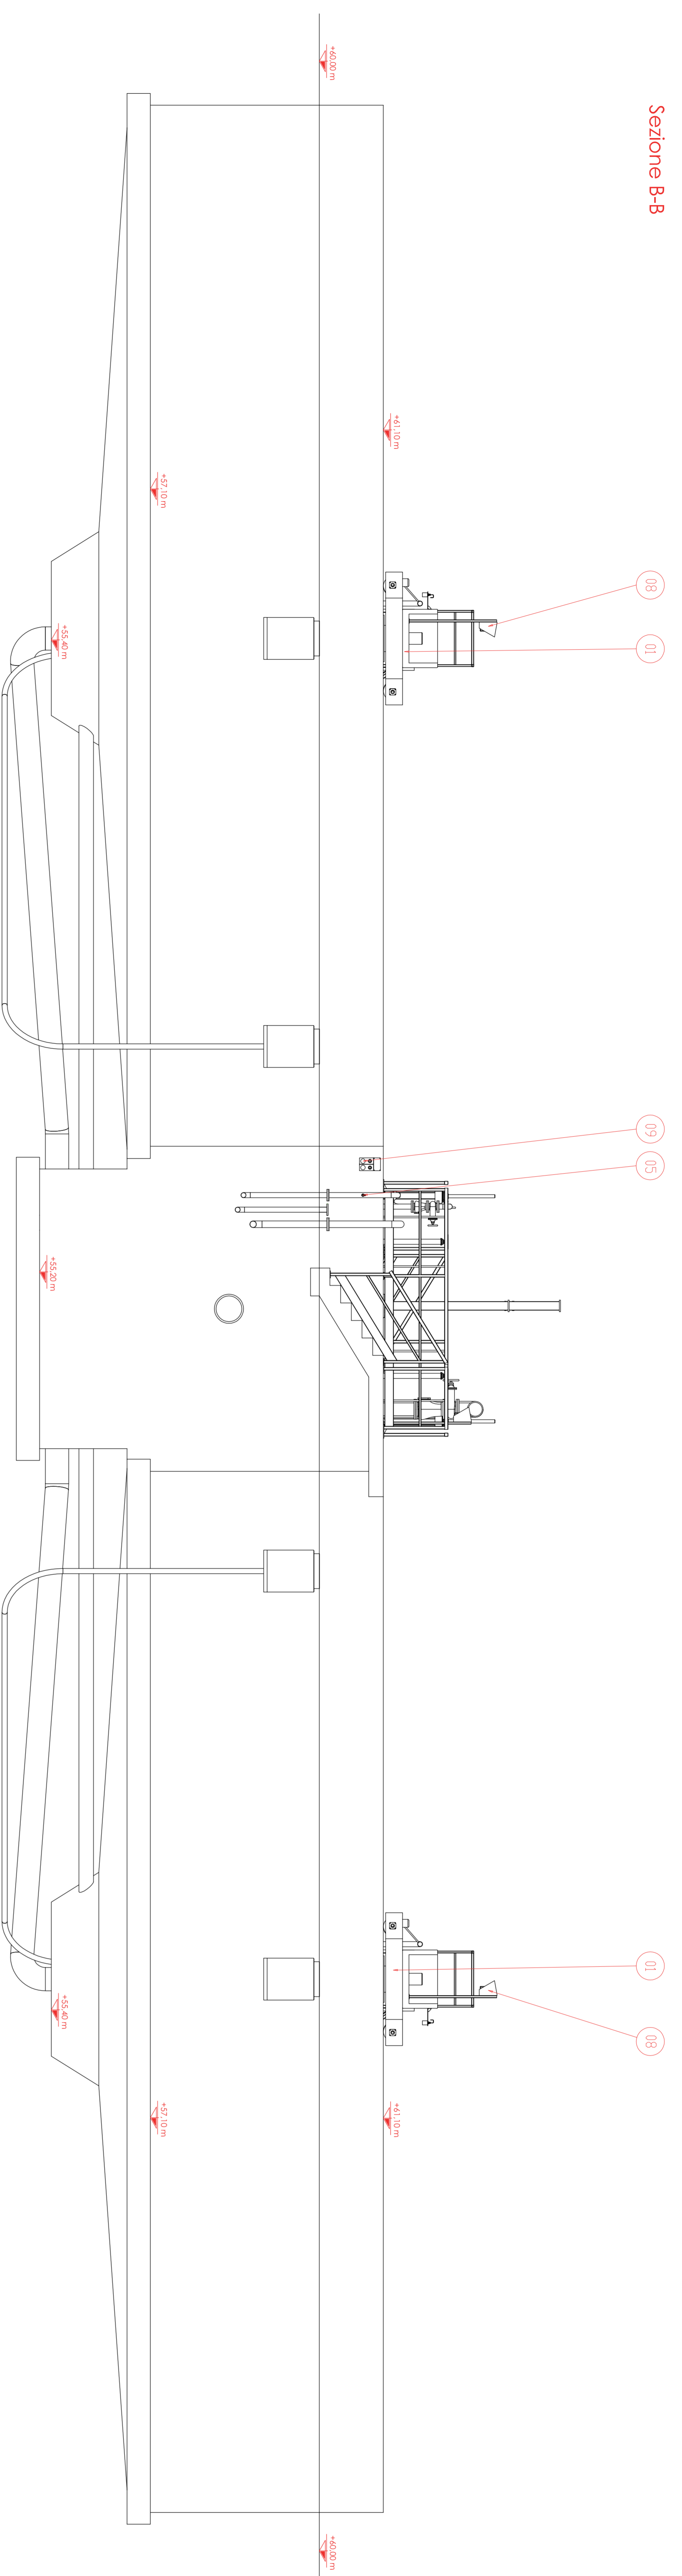 Sezione B-B
08
01
09
05
01
08
+61,10 m
+61,10 m
+60,00 m
+60,00 m
+57,10 m
+57,10 m
+55,40 m
+55,20 m
+55,40 m